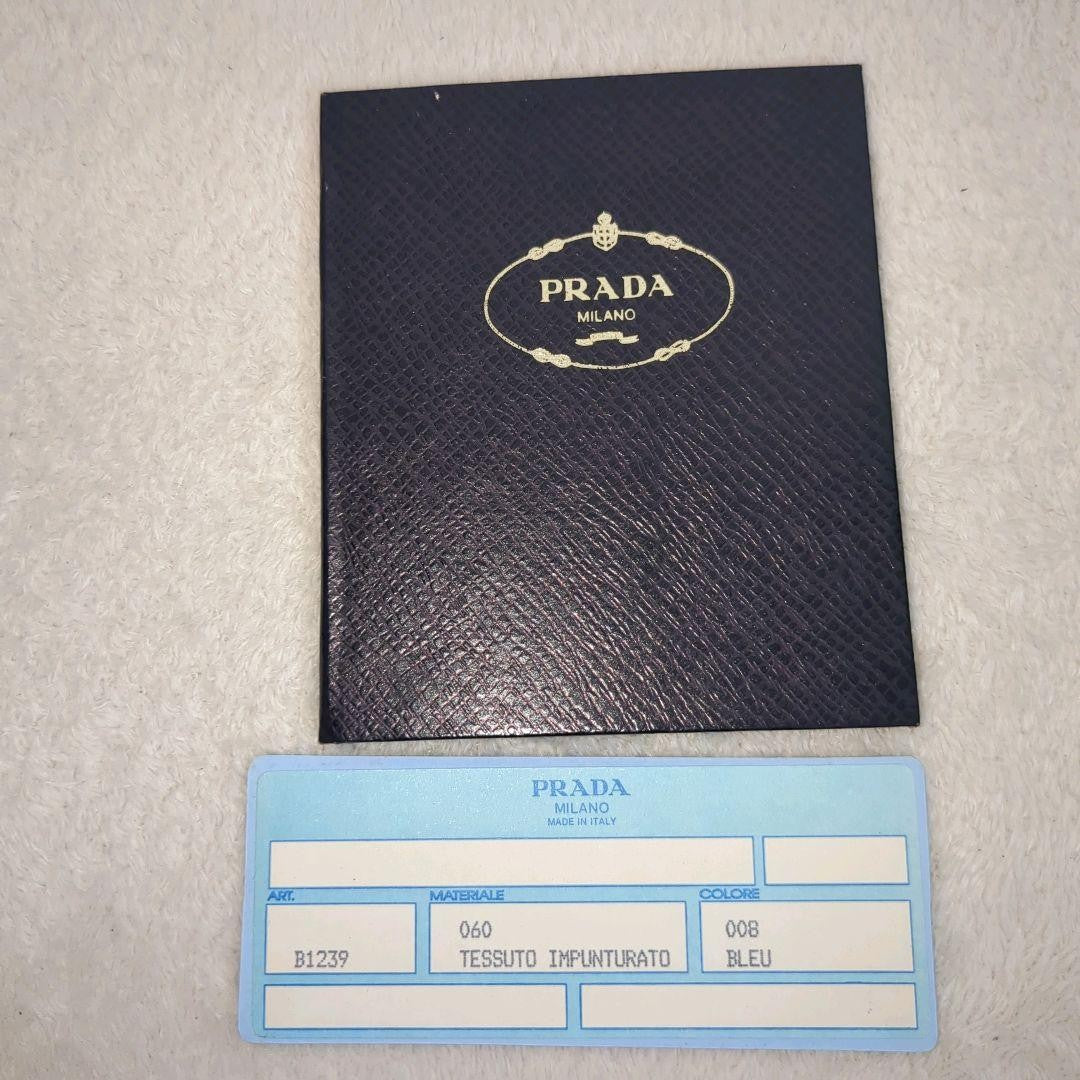 PRADA
MILANO
PRADA
MILANO
MADE IN ITALY
ART.
MATERIALE
COLORE
060
008
B1239
TESSUTO IMPUNTURATO
BLEU